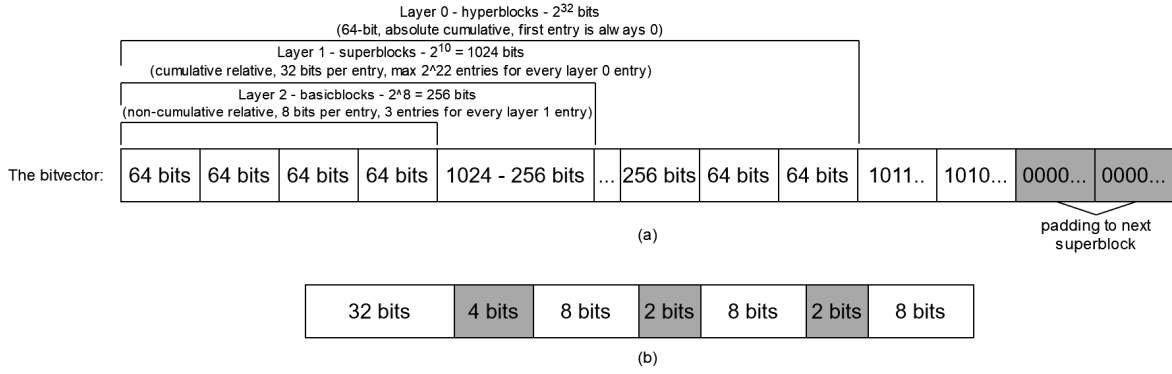 Layer 0 - hyperblocks - 2^32 bits
(64-bit, absolute cumulative, first entry is always 0)
Layer 1 - superblocks - 2^10 = 1024 bits
(cumulative relative, 32 bits per entry, max 2^22 entries for every layer 0 entry)
Layer 2 - basicblocks - 2^8 = 256 bits
(non-cumulative relative, 8 bits per entry, 3 entries for every layer 1 entry)
The bitvector: 64 bits 64 bits 64 bits 64 bits 1024 - 256 bits ... 256 bits 64 bits 64 bits 1011.. 1010... 0000... 0000...
padding to next
superblock
(a)
32 bits 4 bits 8 bits 2 bits 8 bits 2 bits 8 bits
(b)